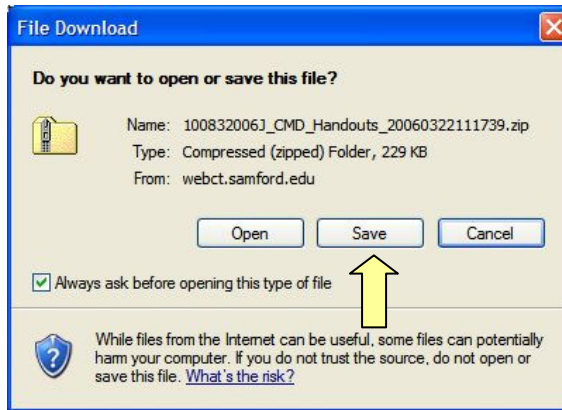 File Download
Do you want to open or save this file?
Name: 100832006J_CMD_Handouts_20060322111739.zip
Type: Compressed (zipped) Folder, 229 KB
From: webct.samford.edu
Open Save Cancel
Always ask before opening this type of file
While files from the Internet can be useful, some files can potentially
harm your computer. If you do not trust the source, do not open or
save this file. What's the risk?